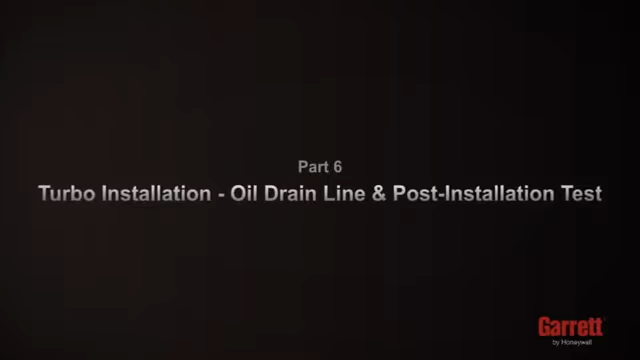 Part 6
Turbo Installation - Oil Drain Line & Post-Installation Test
Garrett
by Honeywell